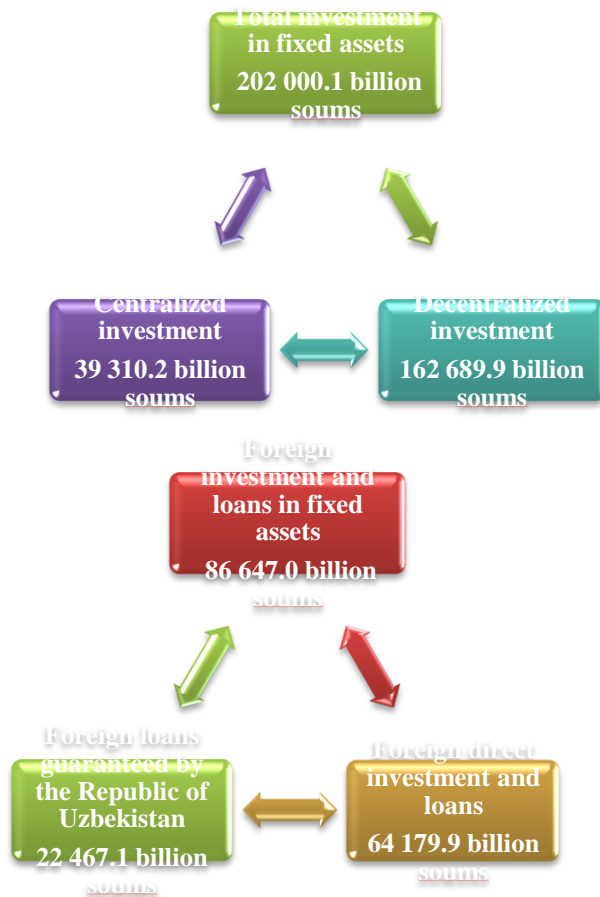 Total investment
in fixed assets
202 000.1 billion
soums
Centralized
investment
39 310.2 billion
soums
Decentralized
investment
162 689.9 billion
soums
Foreign
investment and
loans in fixed
assets
86 647.0 billion
soums
Foreign loans
guaranteed by
the Republic of
Uzbekistan
22 467.1 billion
soums
Foreign direct
investment and
loans
64 179.9 billion
soums